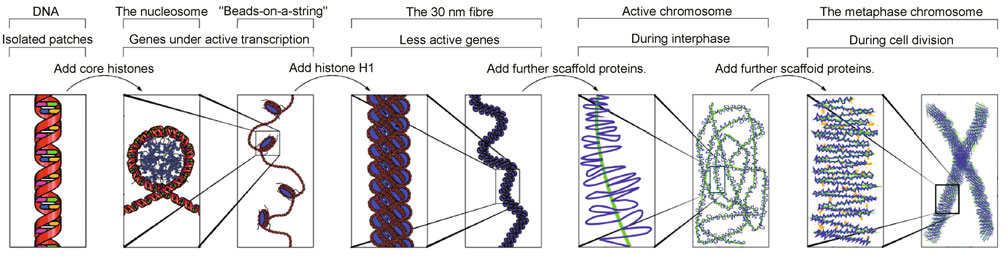 DNA
The nucleosome
"Beads-on-a-string"
The 30 nm fibre
Active chromosome
The metaphase chromosome
Isolated patches
Genes under active transcription
Less active genes
During interphase
During cell division
Add core histones
Add histone H1
Add further scaffold proteins.
Add further scaffold proteins.